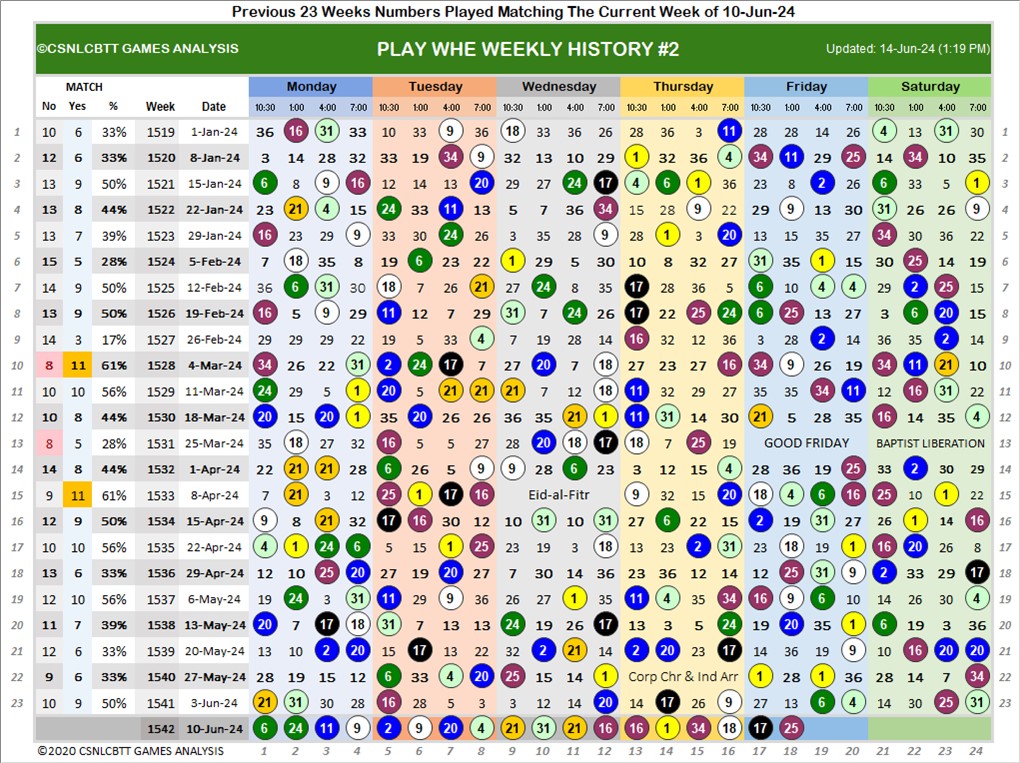 Previous 23 Weeks Numbers Played Matching The Current Week of 10-Jun-24
©CSNLCBTT GAMES ANALYSIS PLAY WHE WEEKLY HISTORY #2 Updated: 14-Jun-24 (1:19 PM)
MATCH Monday Tuesday Wednesday Thursday Friday Saturday
No Yes % Week Date 10:30 1:00 4:00 7:00 10:30 1:00 4:00 7:00 10:30 1:00 4:00 7:00 10:30 1:00 4:00 7:00 10:30 1:00 4:00 7:00 10:30 1:00 4:00 7:00
1 10 6 33% 1519 1-Jan-24 36 16 31 33 10 33 9 36 18 33 36 26 28 36 3 11 28 28 14 26 4 13 31 30 1
2 12 6 33% 1520 8-Jan-24 3 14 28 32 33 19 34 9 32 13 10 29 1 32 36 4 34 11 29 25 14 34 10 35 2
3 13 9 50% 1521 15-Jan-24 6 8 9 16 12 14 13 20 29 27 24 17 4 6 1 36 23 8 2 26 6 33 5 1 3
4 13 8 44% 1522 22-Jan-24 23 21 4 15 24 33 11 13 5 7 36 34 15 28 9 22 29 9 13 30 31 26 26 9 4
5 13 7 39% 1523 29-Jan-24 16 23 29 9 33 30 24 26 3 35 28 9 28 1 3 20 13 15 35 27 34 30 36 22 5
6 15 5 28% 1524 5-Feb-24 7 18 35 8 19 6 23 22 1 29 5 30 10 8 32 27 31 35 1 15 30 25 14 19 6
7 14 9 50% 1525 12-Feb-24 36 6 31 30 18 7 26 21 27 24 8 35 17 28 36 5 6 10 4 4 29 2 25 15 7
8 13 9 50% 1526 19-Feb-24 16 5 9 29 11 12 7 29 31 7 24 26 17 22 25 24 6 25 13 27 3 6 20 15 8
9 14 3 17% 1527 26-Feb-24 29 29 29 22 19 5 33 4 7 19 28 14 16 32 12 13 3 28 2 14 36 35 2 14 9
10 8 11 61% 1528 4-Mar-24 34 26 22 31 2 24 17 7 27 20 7 18 27 23 27 16 34 9 26 19 34 11 21 10 10
11 10 10 56% 1529 11-Mar-24 24 29 5 1 20 5 21 21 21 7 12 18 11 32 29 27 35 35 34 11 12 16 31 22 11
12 10 8 44% 1530 18-Mar-24 20 15 20 1 35 20 26 26 36 35 21 1 11 31 14 30 21 5 28 35 16 14 35 4 12
13 8 5 28% 1531 25-Mar-24 35 18 27 32 16 5 5 27 28 20 18 17 18 7 25 19 GOOD FRIDAY BAPTIST LIBERATION 13
14 14 8 44% 1532 1-Apr-24 22 21 21 28 6 26 5 9 9 28 6 23 3 12 15 4 28 36 19 25 33 2 30 29 14
15 9 11 61% 1533 8-Apr-24 7 21 3 12 25 1 17 16 Eid-al-Fitr 9 32 15 20 18 4 6 16 25 10 1 22 15
16 12 9 50% 1534 15-Apr-24 9 8 21 32 17 16 30 12 10 31 10 31 27 6 22 15 2 19 31 27 26 1 14 16 16
17 10 10 56% 1535 22-Apr-24 4 1 24 6 5 15 1 25 23 19 3 18 13 23 2 31 23 18 19 1 16 20 26 8 17
18 13 6 33% 1536 29-Apr-24 12 10 25 20 27 19 20 27 7 30 14 36 23 36 12 14 12 25 31 9 2 33 29 17 18
19 12 10 56% 1537 6-May-24 19 24 3 31 11 29 9 36 26 27 1 35 11 4 35 34 16 9 6 10 14 26 30 4 19
20 11 7 39% 1538 13-May-24 20 7 17 18 31 7 13 13 24 19 26 17 13 3 5 24 19 20 35 1 6 19 3 36 20
21 12 6 33% 1539 20-May-24 13 10 2 20 15 17 13 22 32 2 21 14 2 20 23 17 14 36 19 9 10 16 20 20 21
22 9 6 33% 1540 27-May-24 28 19 15 12 6 33 4 20 25 15 14 1 Corp Chr & Ind Arr 1 28 1 36 28 14 7 34 22
23 10 9 50% 1541 3-Jun-24 21 31 30 28 16 28 5 3 23 12 12 20 14 17 26 9 27 13 6 4 14 30 25 31 23
1542 10-Jun-24 6 24 11 9 2 9 20 4 21 31 21 16 16 1 34 18 17 25
©2020 CSNLCBTT GAMES ANALYSIS 1 2 3 4 5 6 7 8 9 10 11 12 13 14 15 16 17 18 19 20 21 22 23 24